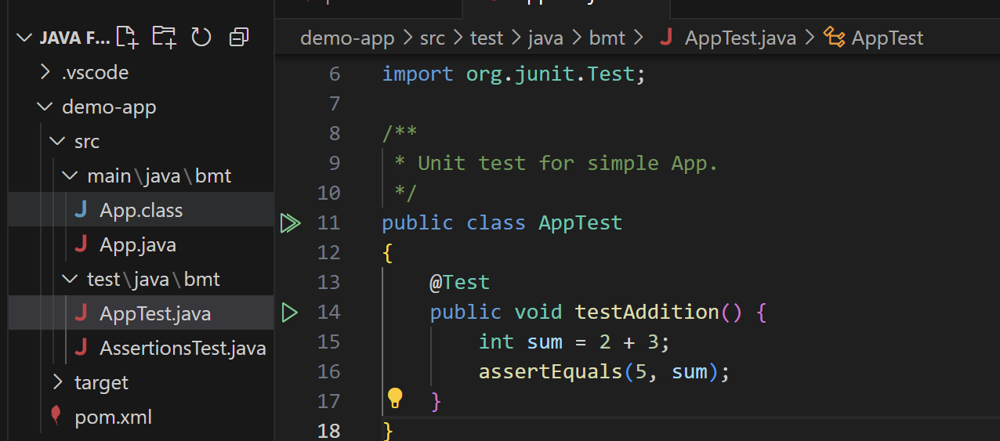 JAVA F...
.vscode
demo-app
src
main\java\bmt
App.class
App.java
test\java\bmt
AppTest.java
AssertionsTest.java
target
pom.xml
demo-app > src > test > java > bmt > AppTest.java > AppTest
6 import org.junit.Test;
7
8 /**
9 * Unit test for simple App.
10 */
11 public class AppTest
12 {
13 @Test
14 public void testAddition() {
15 int sum = 2 + 3;
16 assertEquals(5, sum);
17 }
18 }